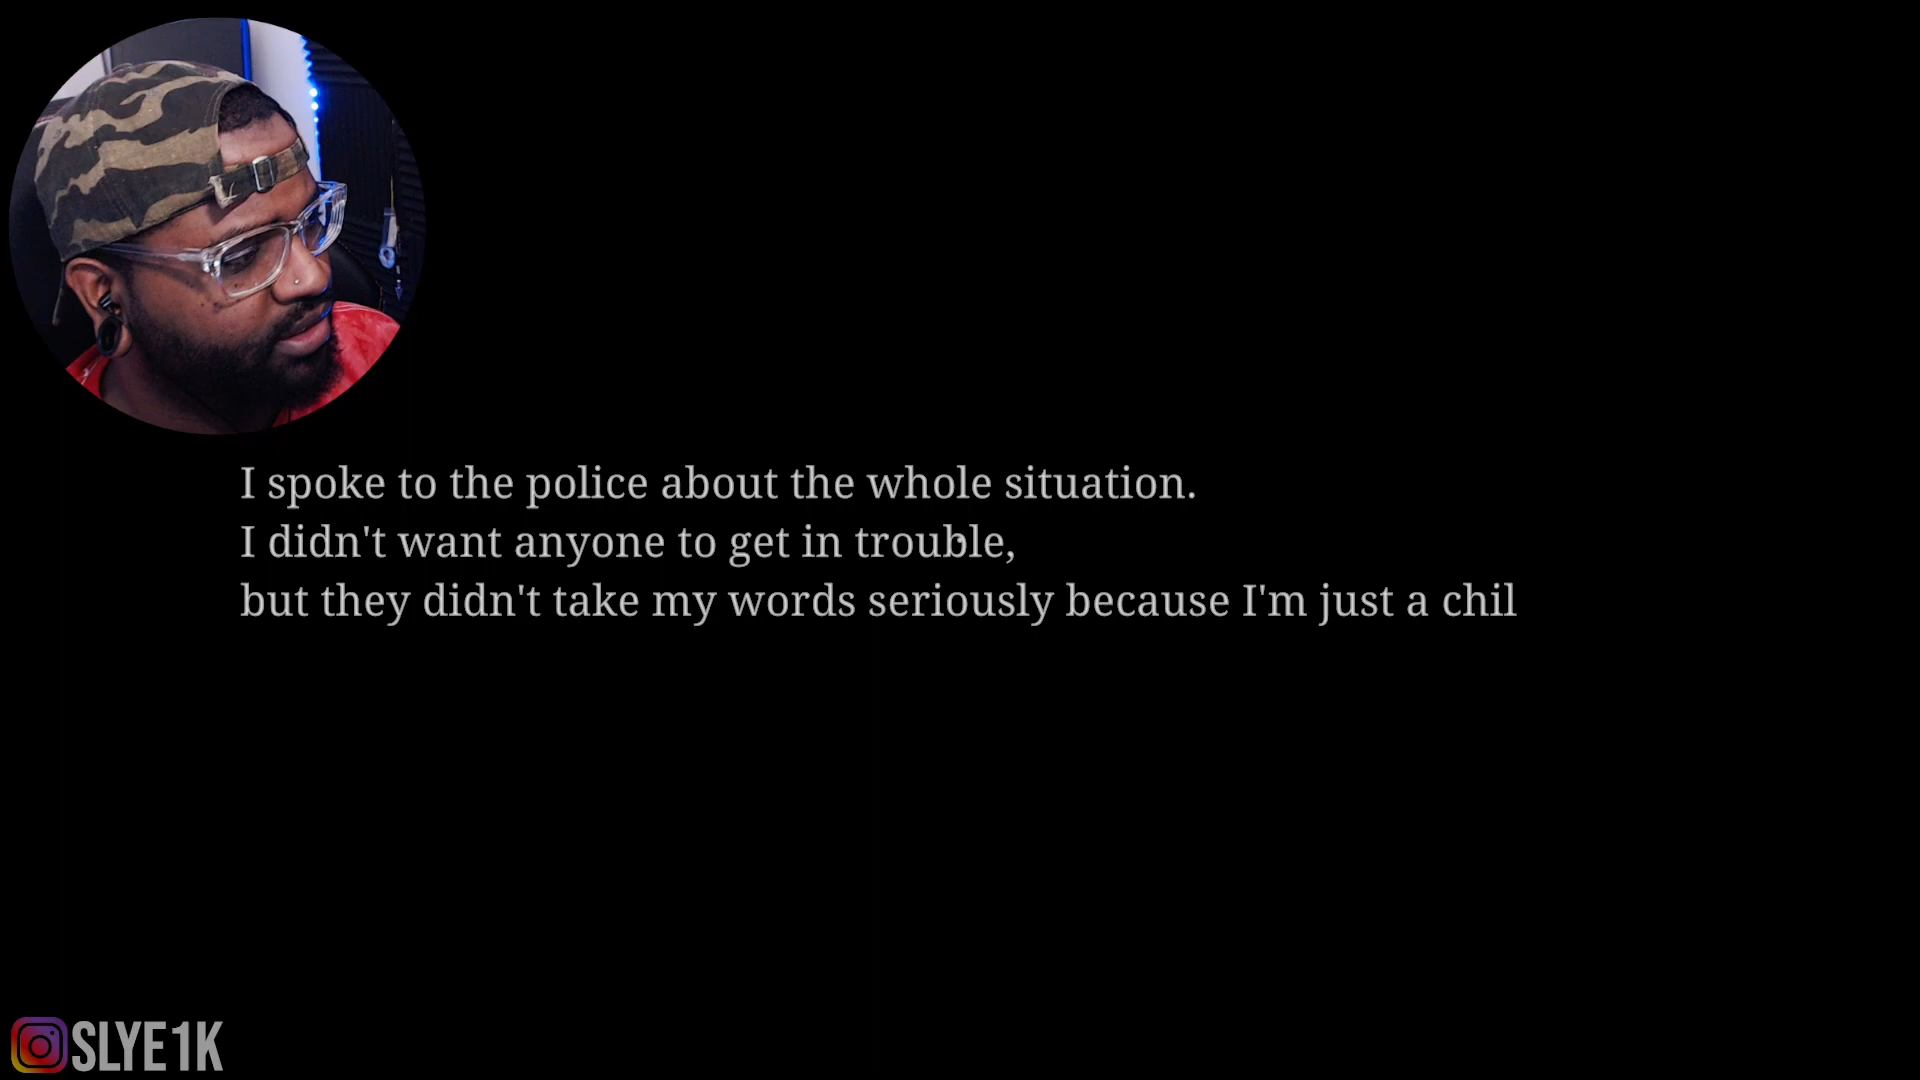 I spoke to the police about the whole situation.
I didn't want anyone to get in trouble,
but they didn't take my words seriously because I'm just a chil
SLYE1K